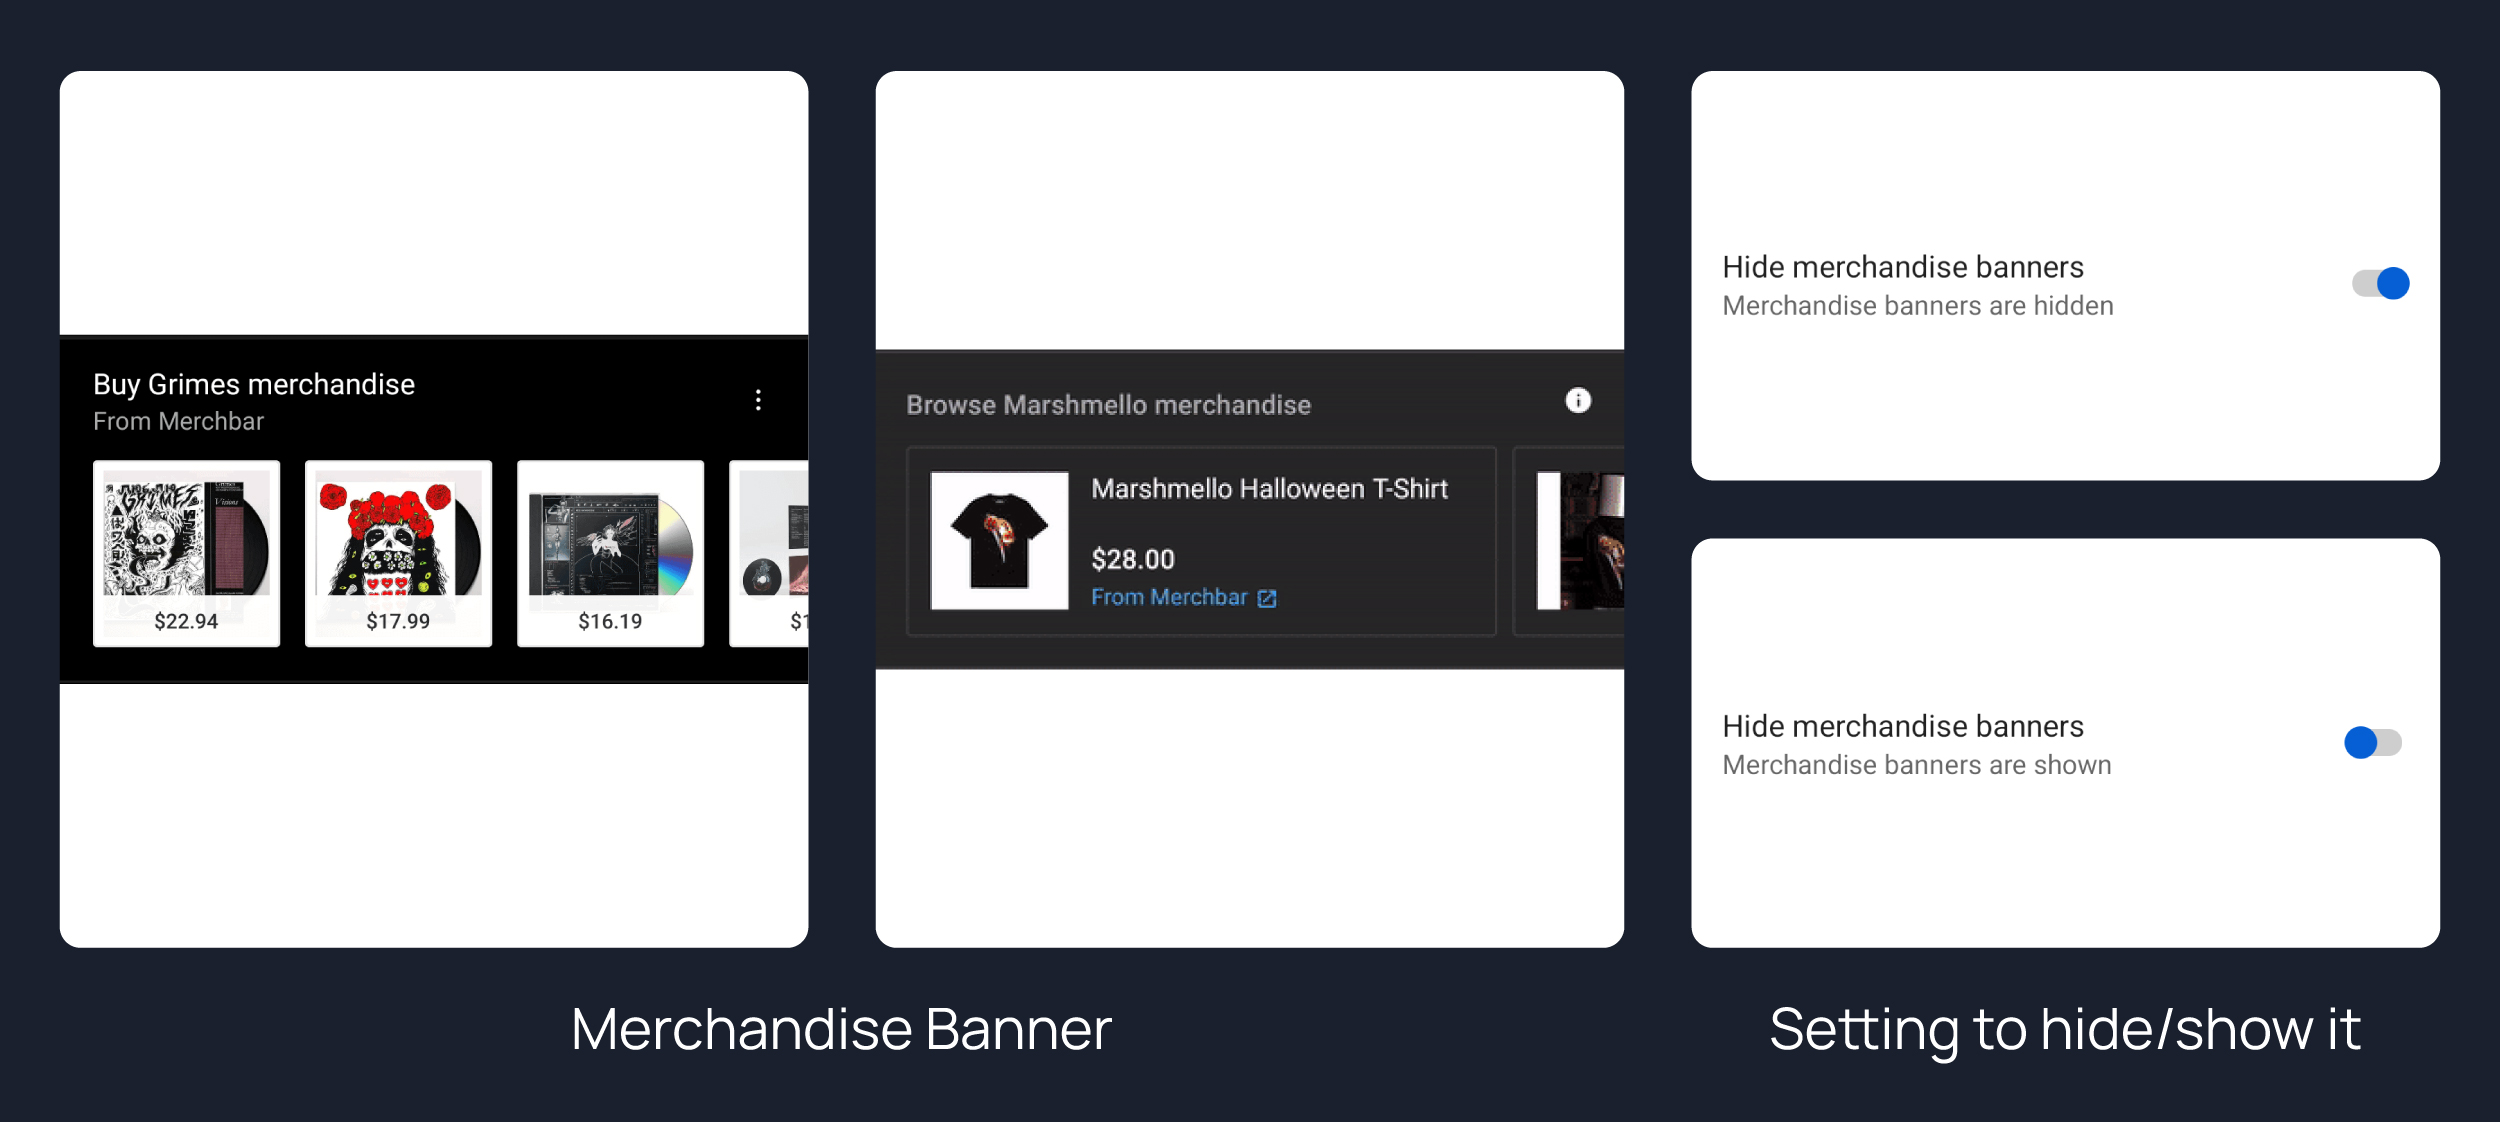 Buy Grimes merchandise
From Merchbar
$22.94
$17.99
$16.19
Browse Marshmello merchandise
Marshmello Halloween T-Shirt
$28.00
From Merchbar
Hide merchandise banners
Merchandise banners are hidden
Hide merchandise banners
Merchandise banners are shown
Merchandise Banner
Setting to hide/show it